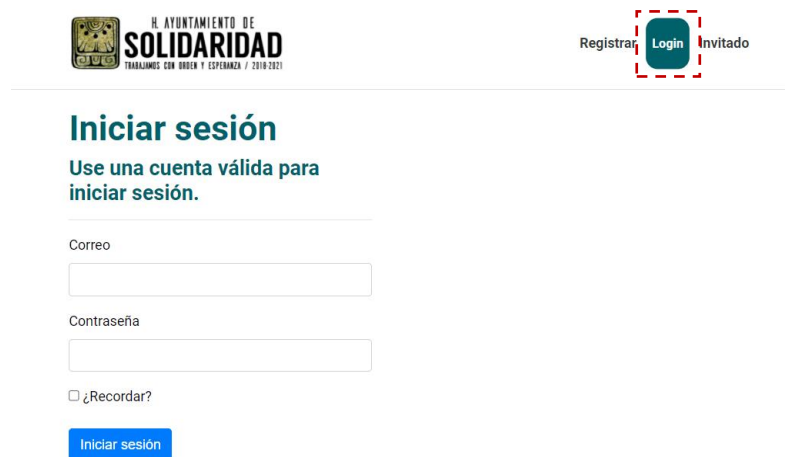 H. AYUNTAMIENTO DE
SOLIDARIDAD
TRABAJAMOS CON ORDEN Y ESPERANZA / 2018-2021
Registrar Login Invitado
Iniciar sesión
Use una cuenta válida para
iniciar sesión.
Correo
Contraseña
¿Recordar?
Iniciar sesión